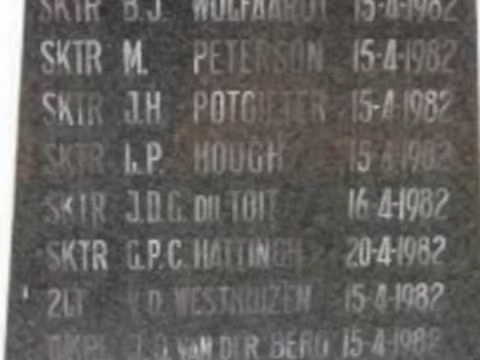 SKTR B.J. WOLFAARDT 15-4-1982
SKTR M. PETERSON 15-4-1982
SKTR J.H POTGIETER 15-4-1982
SKTR L.P. HOUGH 15-4-1982
SKTR J.D.G. DU TOIT 16-4-1982
SKTR G.P.C. HATTINGH 20-4-1982
2LT V.D. WESTHUIZEN 15-4-1982
VAN DER BERG 15-4-1982